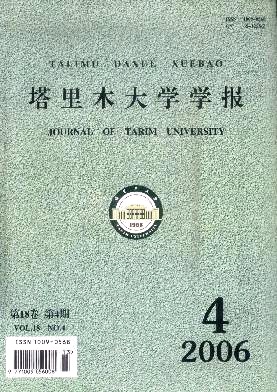 TALIMU DAXUE XUEBAO
塔里木大学学报
JOURNAL OF TARIM UNIVERSITY
1958
第18卷 第4期
VOL.18 NO.4
4
2006
ISSN 1009-0568